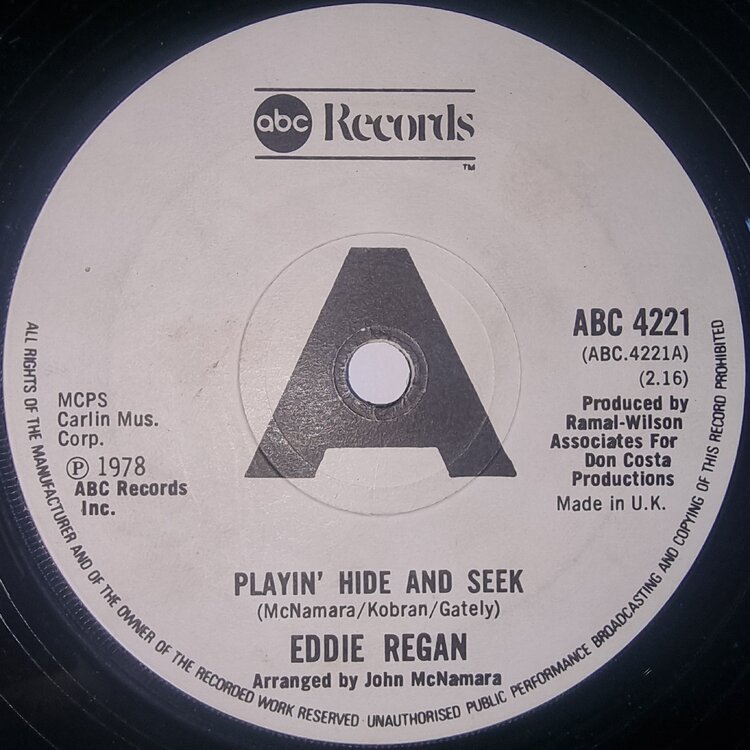 abc Records
TM
A
ABC 4221
(ABC.4221A)
(2.16)
Produced by
Ramal-Wilson
Associates For
Don Costa
Productions
Made in U.K.
MCPS
Carlin Mus.
Corp.
Ⓟ 1978
ABC Records
Inc.
PLAYIN' HIDE AND SEEK
(McNamara/Kobran/Gately)
EDDIE REGAN
Arranged by John McNamara
ALL RIGHTS OF THE MANUFACTURER AND OF THE OWNER OF THE RECORDED WORK RESERVED · UNAUTHORISED PUBLIC PERFORMANCE BROADCASTING AND COPYING OF THIS RECORD PROHIBITED